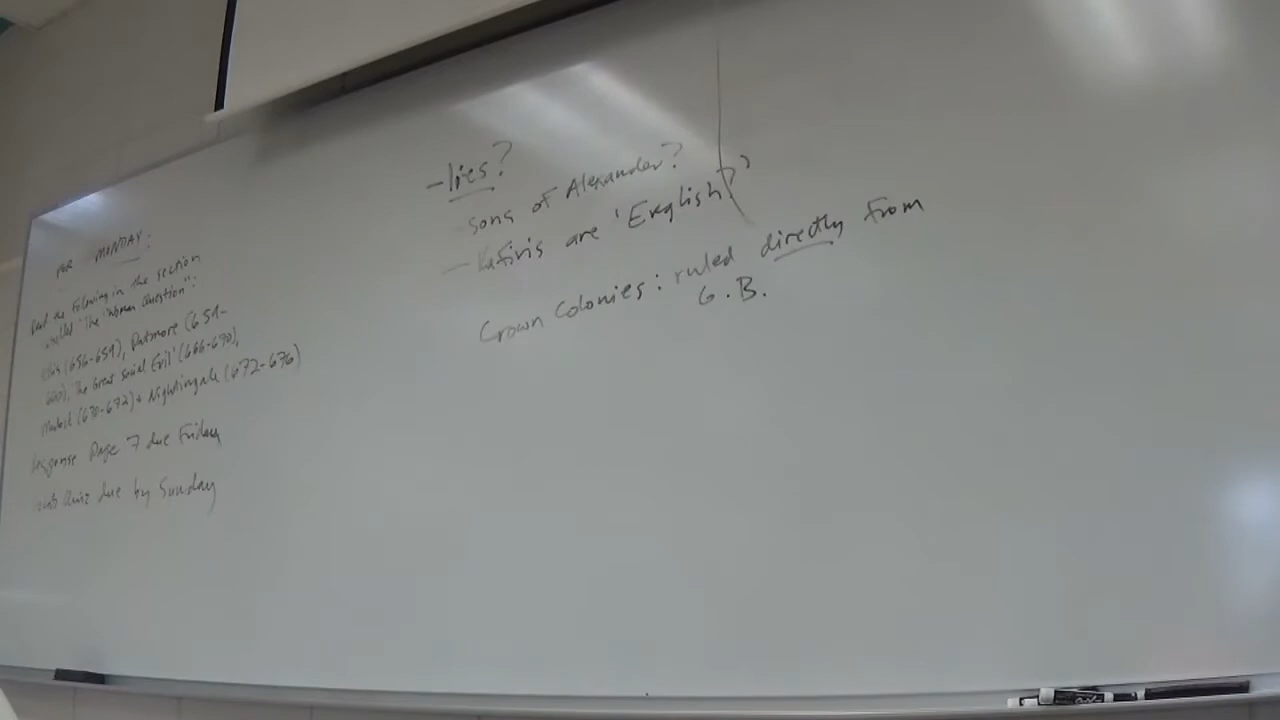 FOR MONDAY:
Read the following in the section
called "The "Woman Question":
Ellis (656-659), Patmore (659-
660), 'The Great Social Evil' (666-670),
Mulock (670-672) + Nightingale (672-676)
Response Page 7 due Friday
Quiz due by Sunday
- lies?
sons of Alexander?
- Kafiris are 'English'?
Crown Colonies: ruled directly from
G.B.